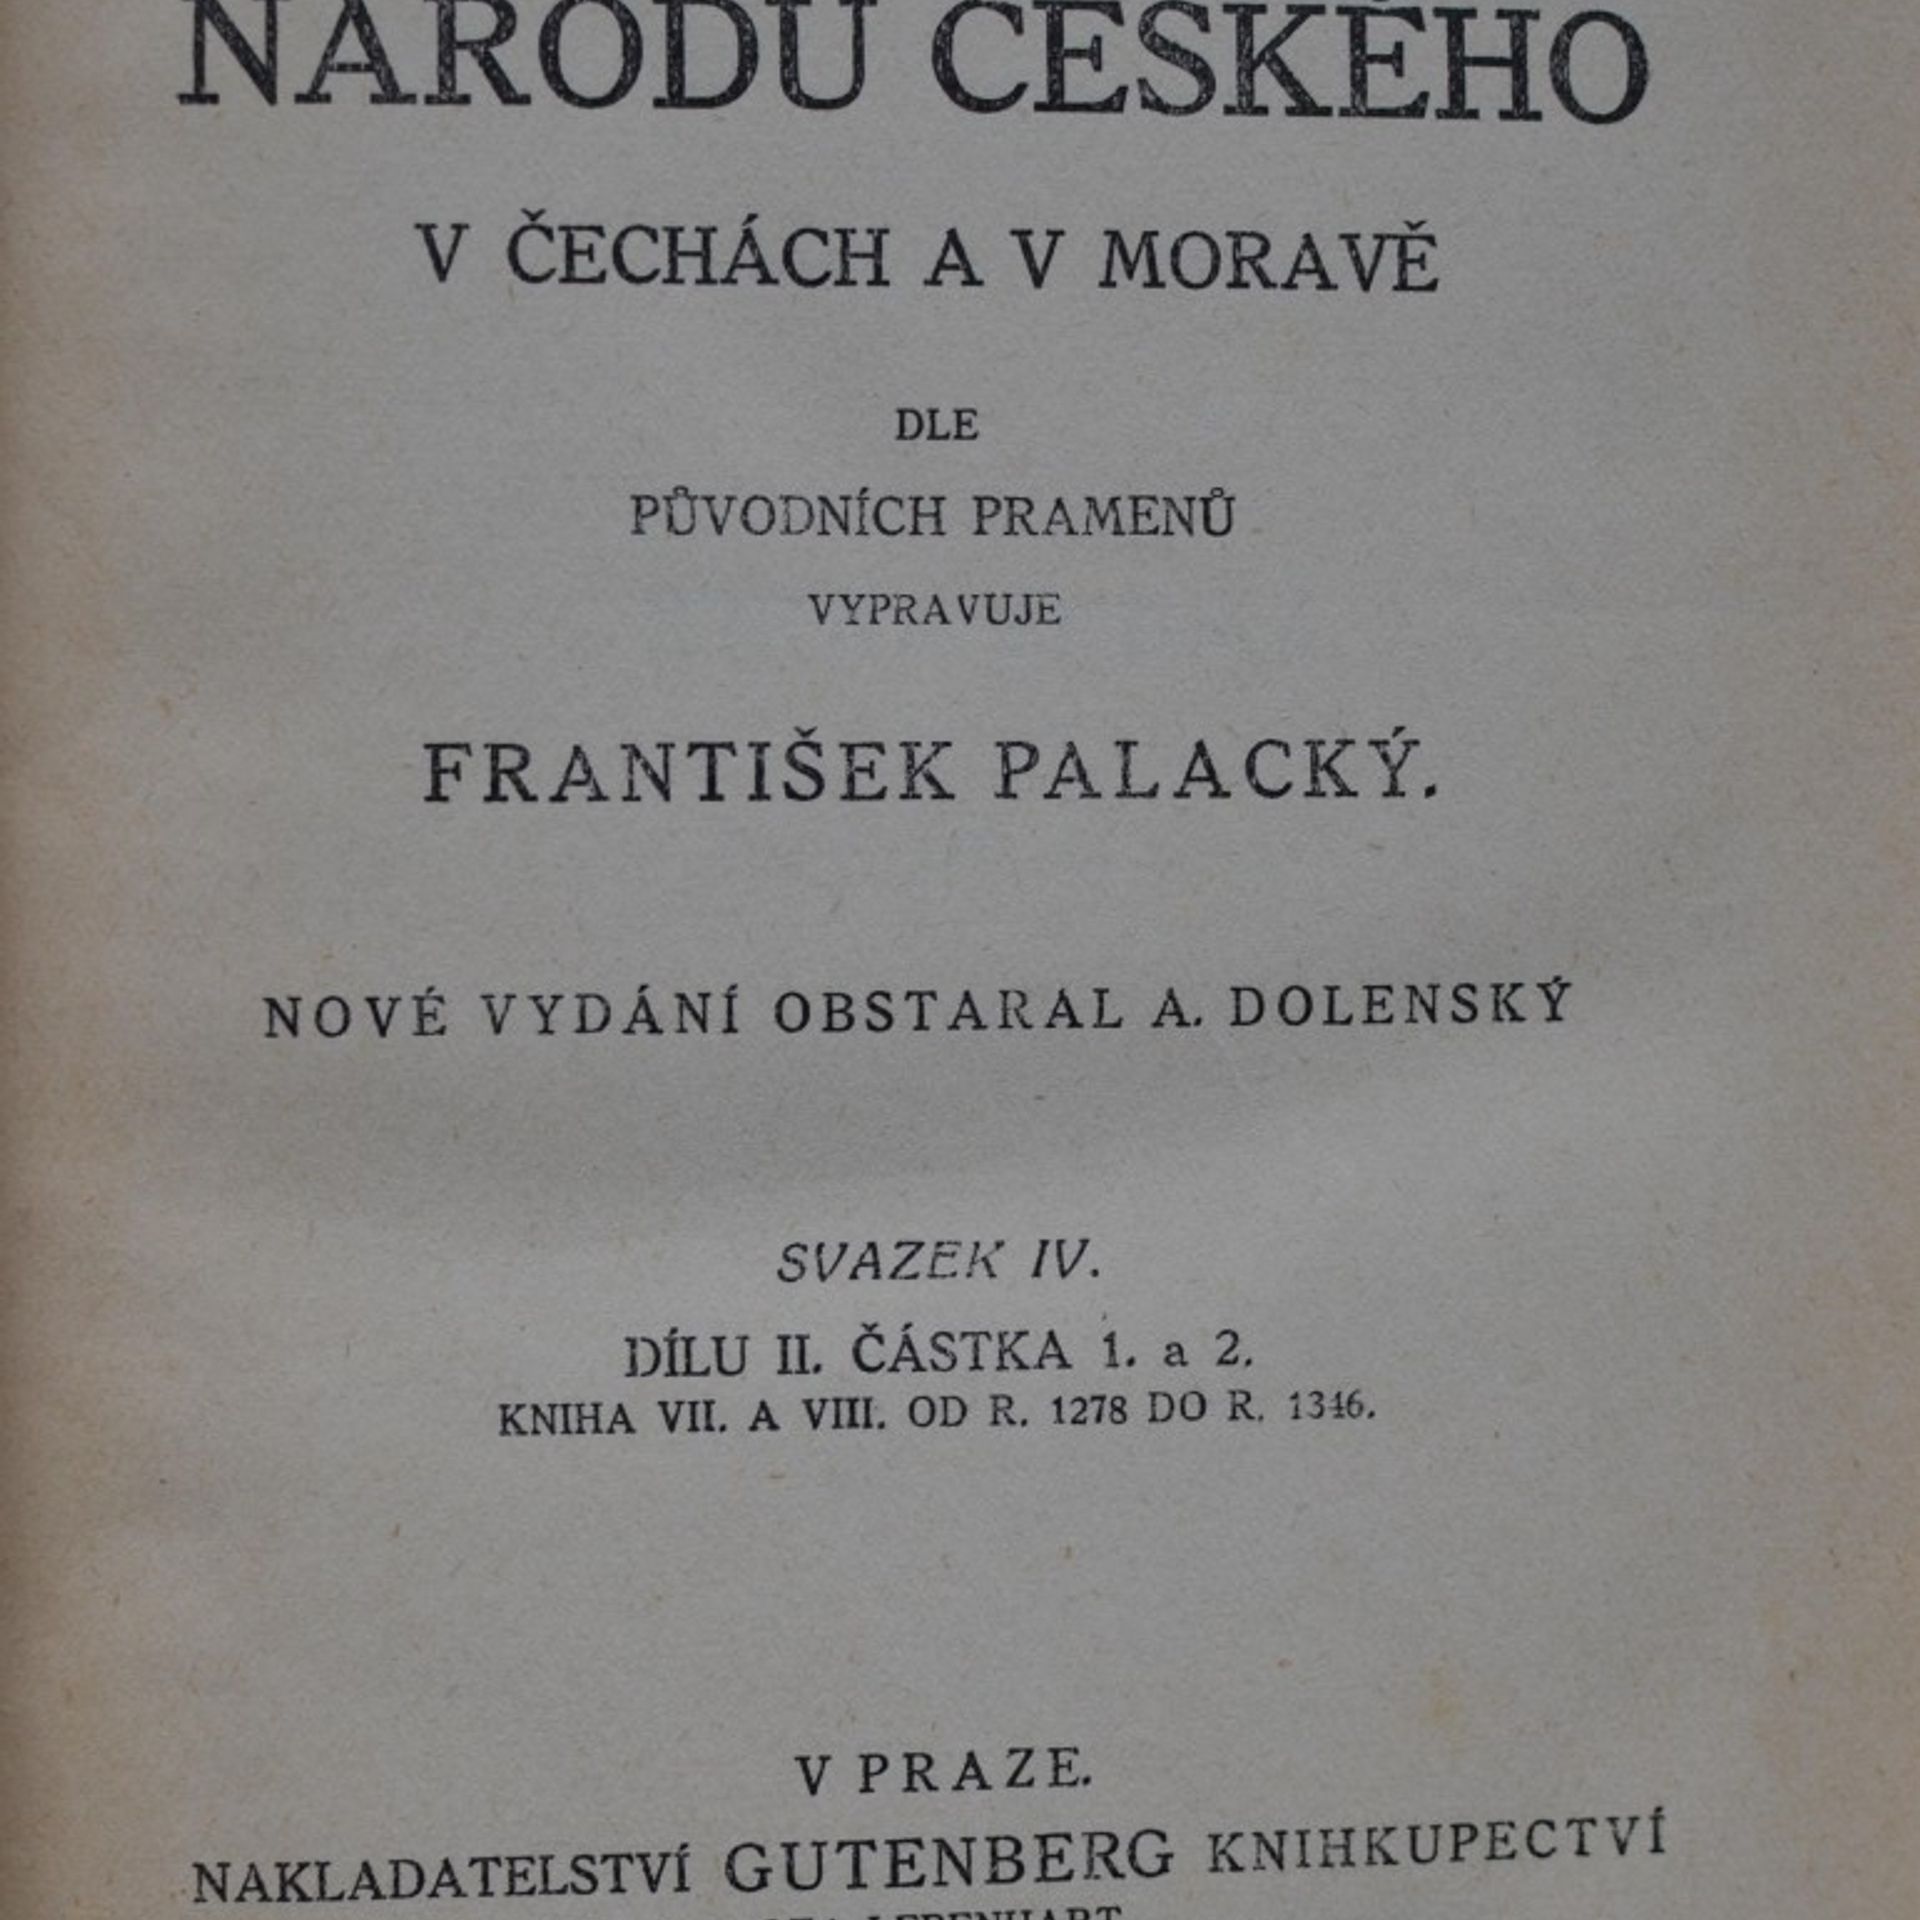 NÁRODU ČESKÉHO
V ČECHÁCH A V MORAVĚ
DLE
PŮVODNÍCH PRAMENŮ
VYPRAVUJE
FRANTIŠEK PALACKÝ.
NOVÉ VYDÁNÍ OBSTARAL A. DOLENSKÝ
SVAZEK IV.
DÍLU II. ČÁSTKA 1. a 2.
KNIHA VII. A VIII. OD R. 1278 DO R. 1346.
V PRAZE.
NAKLADATELSTVÍ GUTENBERG KNIHKUPECTVÍ
LEBENHART